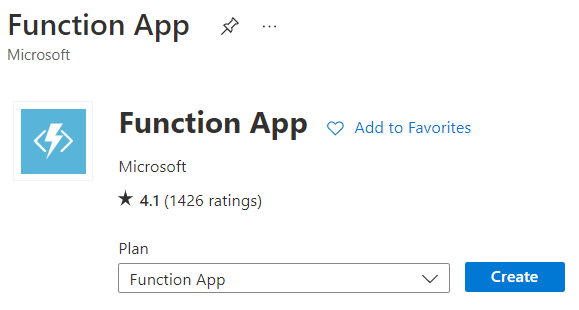 Function App
Microsoft
Function App
Add to Favorites
Microsoft
4.1 (1426 ratings)
Plan
Function App
Create